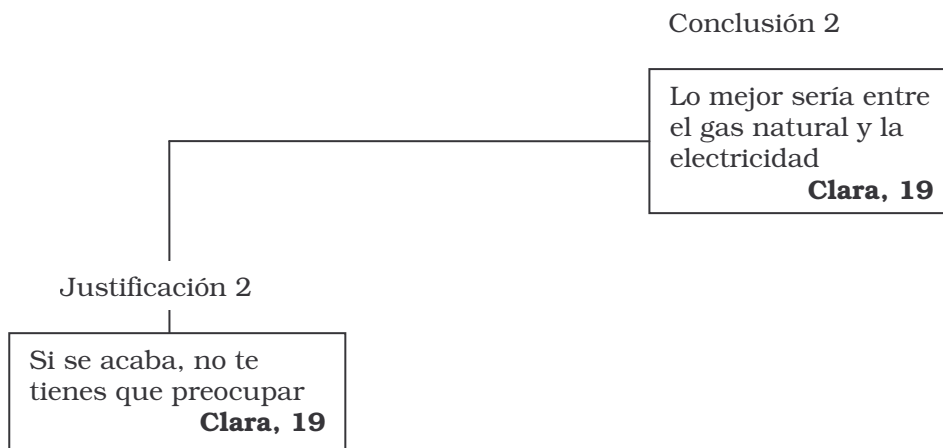 Conclusión 2
Lo mejor sería entre
el gas natural y la
electricidad
Clara, 19
Justificación 2
Si se acaba, no te
tienes que preocupar
Clara, 19